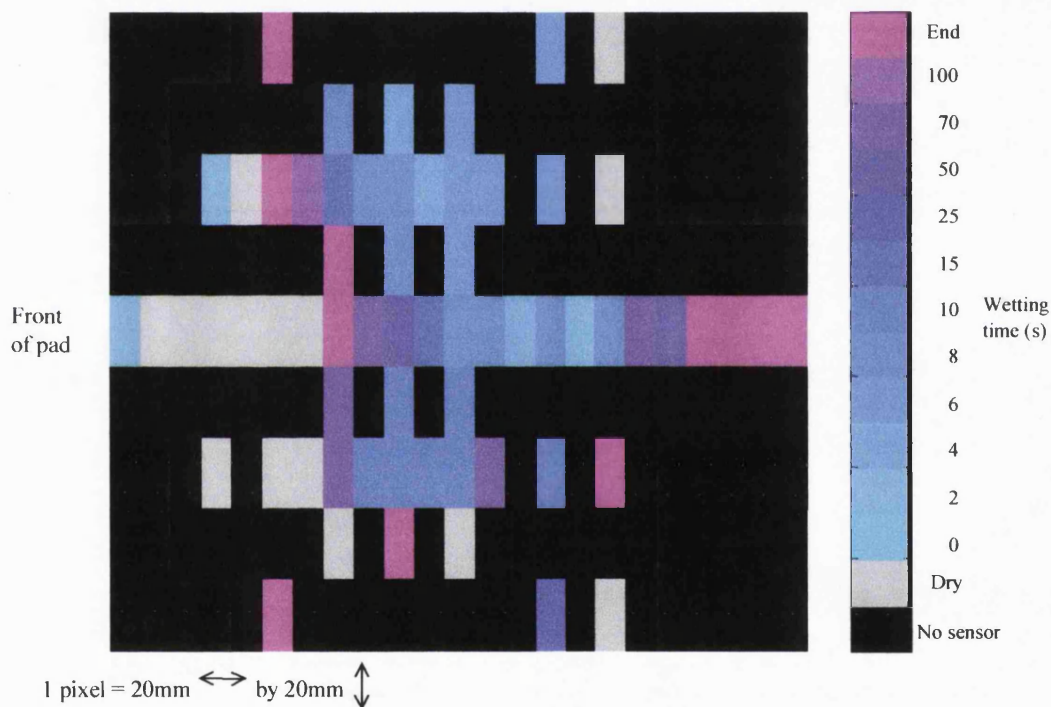 End
100
70
50
25
15
Front
of pad
10
Wetting
time (s)
8
6
4
2
0
Dry
No sensor
1 pixel = 20mm
by 20mm